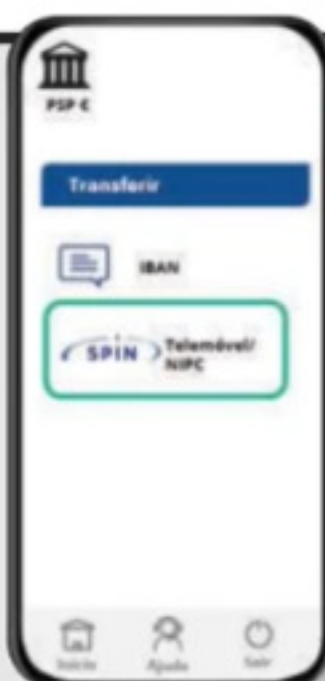 PSP €
Transferir
IBAN
SPIN Telemóvel/
NIPC
Início Ajuda Sair